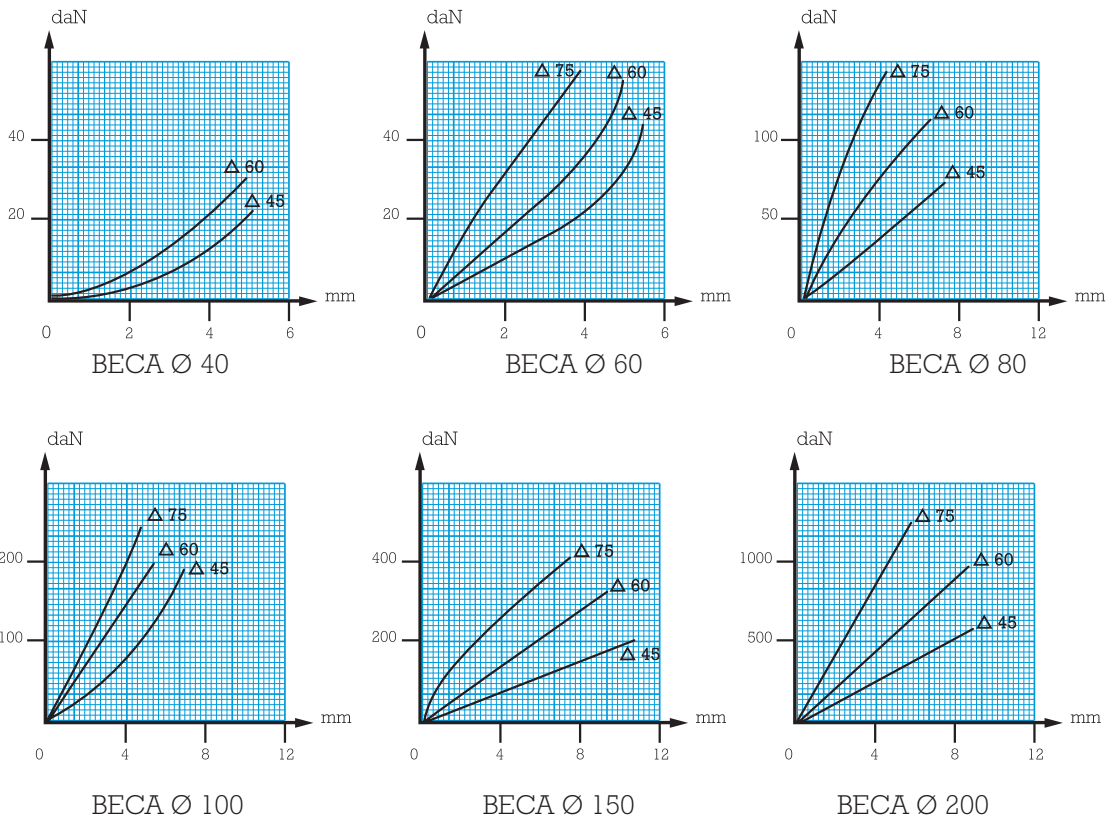 daN
40
20
△ 60
△ 45
mm
0 2 4 6
BECA Ø 40
daN
40
20
△ 75
△ 60
△ 45
mm
0 2 4 6
BECA Ø 60
daN
100
50
△ 75
△ 60
△ 45
mm
0 4 8 12
BECA Ø 80
daN
200
100
△ 75
△ 60
△ 45
mm
0 4 8 12
BECA Ø 100
daN
400
200
△ 75
△ 60
△ 45
mm
0 4 8 12
BECA Ø 150
daN
1000
500
△ 75
△ 60
△ 45
mm
0 4 8 12
BECA Ø 200